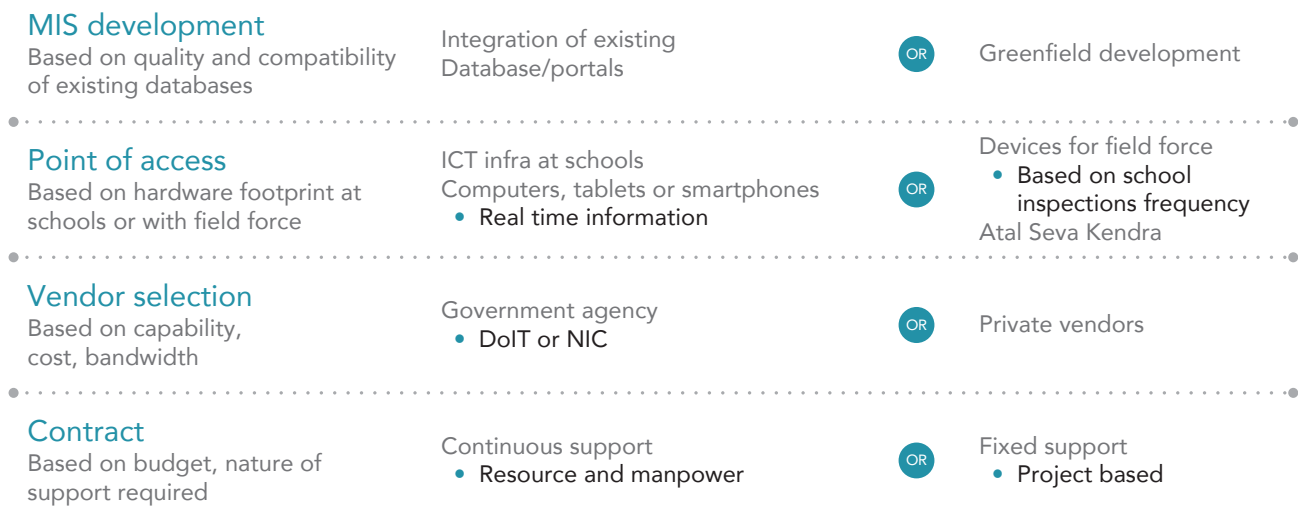 MIS development
Based on quality and compatibility
of existing databases
Integration of existing
Database/portals
OR
Greenfield development
Point of access
Based on hardware footprint at
schools or with field force
ICT infra at schools
Computers, tablets or smartphones
• Real time information
OR
Devices for field force
• Based on school
inspections frequency
Atal Seva Kendra
Vendor selection
Based on capability,
cost, bandwidth
Government agency
• DoIT or NIC
OR
Private vendors
Contract
Based on budget, nature of
support required
Continuous support
• Resource and manpower
OR
Fixed support
• Project based